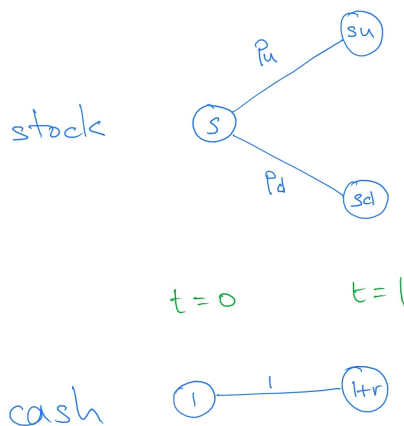 su
Pu
stock
s
Pd
sd
t = 0
t = 1
1
1
1+r
cash